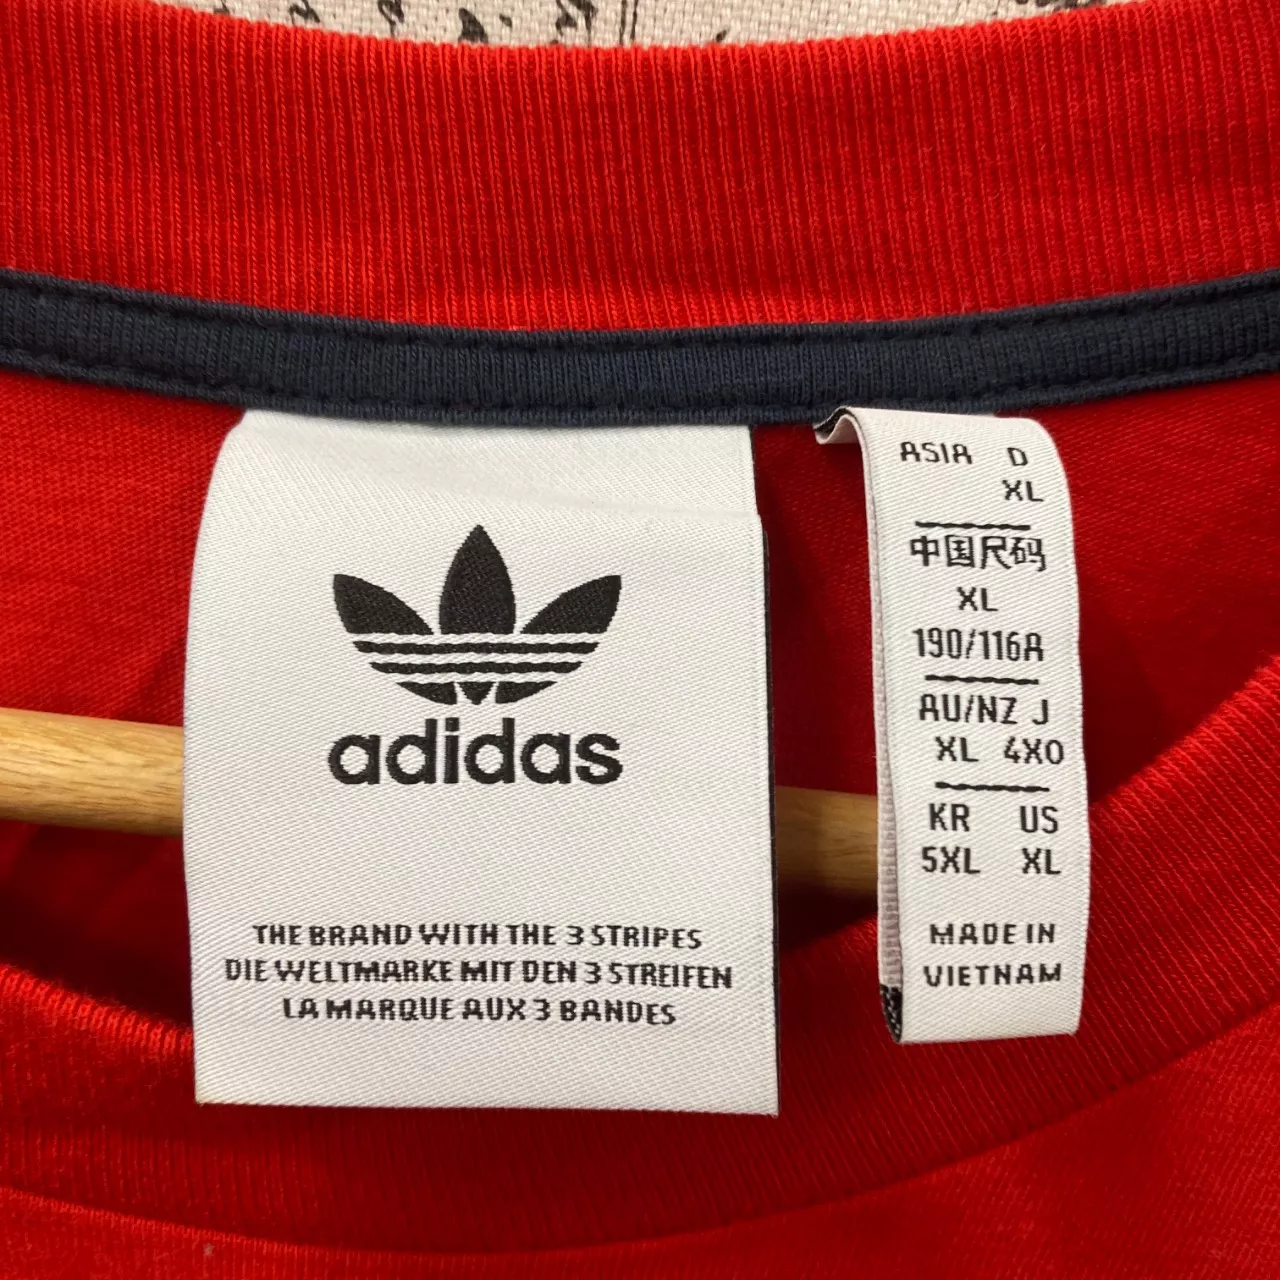 adidas
THE BRAND WITH THE 3 STRIPES
DIE WELTMARKE MIT DEN 3 STREIFEN
LA MARQUE AUX 3 BANDES
ASIA D
XL
中国尺码
XL
190/116A
AU/NZ J
XL 4XO
KR US
5XL XL
MADE IN
VIETNAM